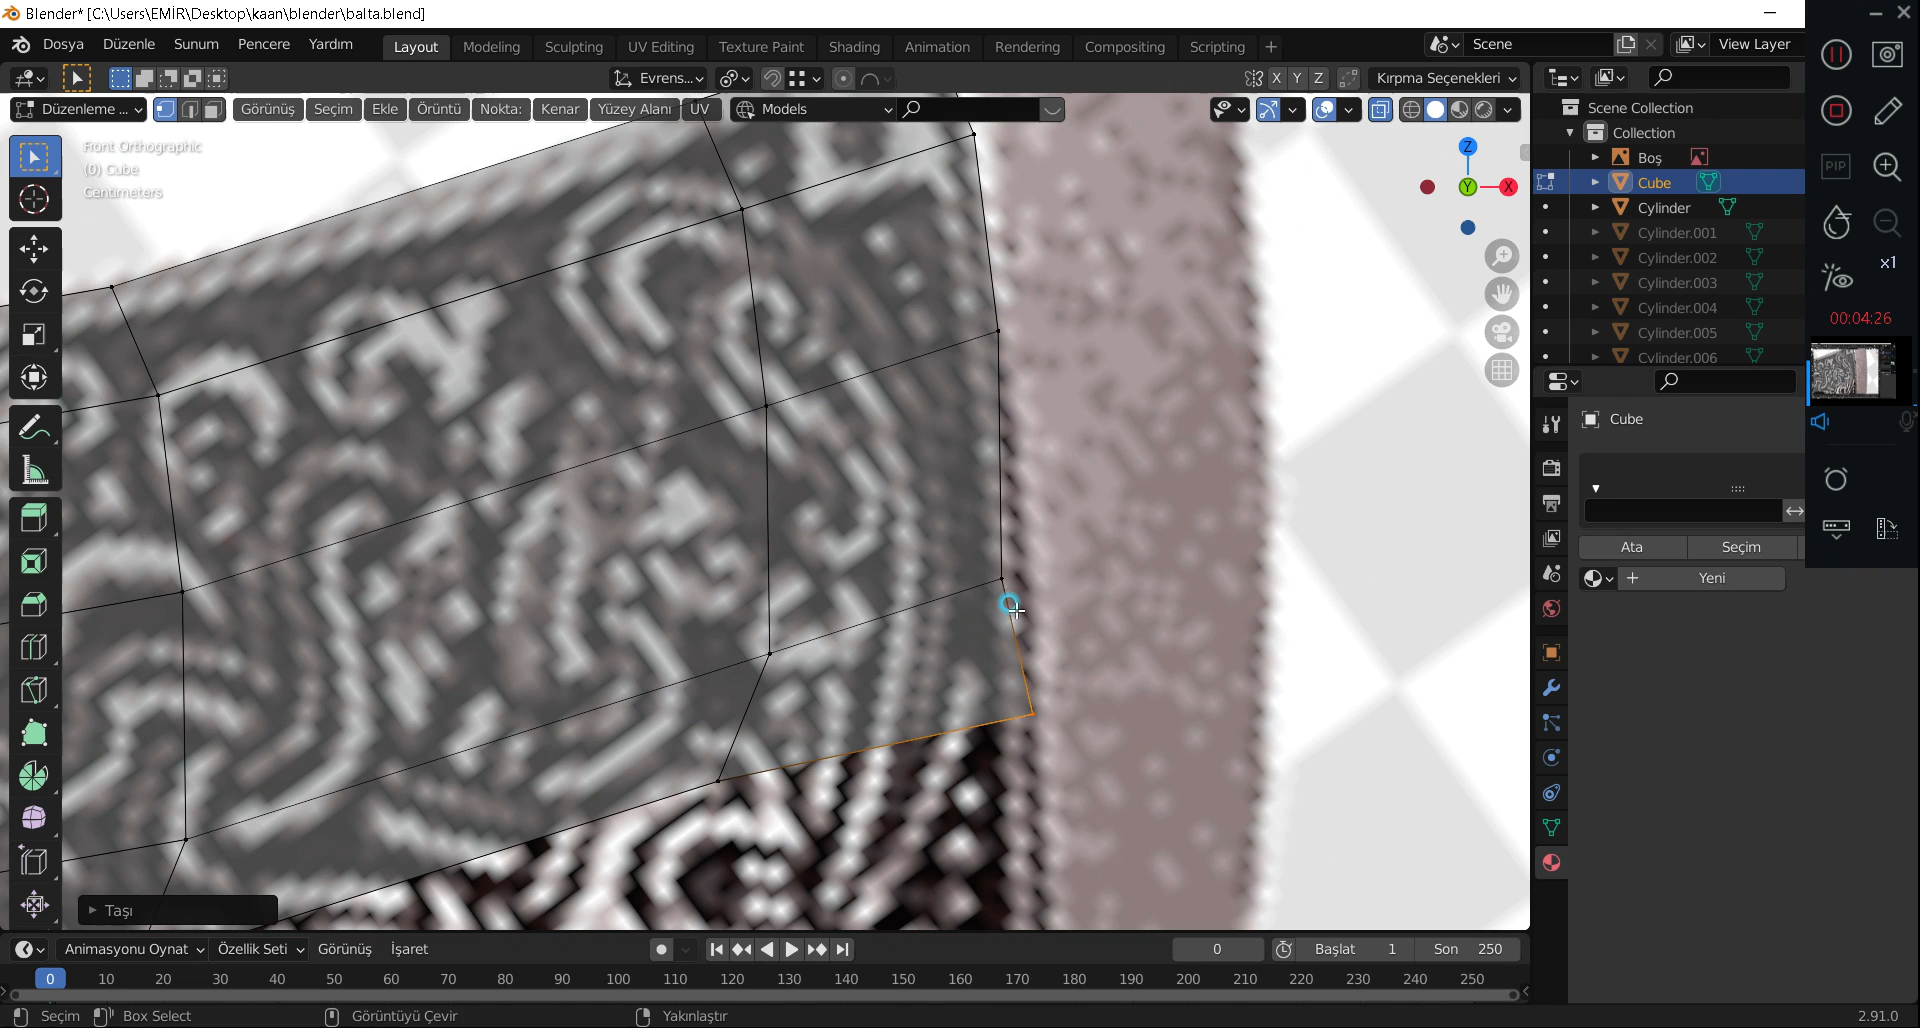 Blender* [C:\Users\EMİR\Desktop\kaan\blender\balta.blend]
Dosya Düzenle Sunum Pencere Yardım Layout Modeling Sculpting UV Editing Texture Paint Shading Animation Rendering Compositing Scripting + Scene View Layer
Evrens... X Y Z Kırpma Seçenekleri
Düzenleme ... Görünüş Seçim Ekle Örüntü Nokta: Kenar Yüzey Alanı UV Models
Front Orthographic
(0) Cube
Centimeters
Z
Y
X
Scene Collection
Collection
Boş
Cube
Cylinder
Cylinder.001
Cylinder.002
Cylinder.003
Cylinder.004
Cylinder.005
Cylinder.006
PIP
x1
00:04:26
Cube
Ata Seçim
Yeni
Taşı
Animasyonu Oynat Özellik Seti Görünüş İşaret 0 Başlat 1 Son 250
0 10 20 30 40 50 60 70 80 90 100 110 120 130 140 150 160 170 180 190 200 210 220 230 240 250
Seçim Box Select Görüntüyü Çevir Yakınlaştır 2.91.0